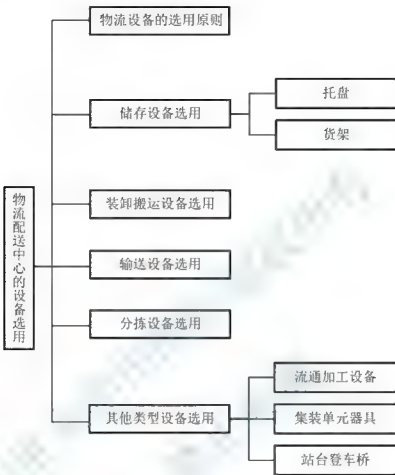 物流设备的选用原则
储存设备选用
托盘
货架
物流配送中心的设备选用
装卸搬运设备选用
输送设备选用
分拣设备选用
其他类型设备选用
流通加工设备
集装单元器具
站台登车桥